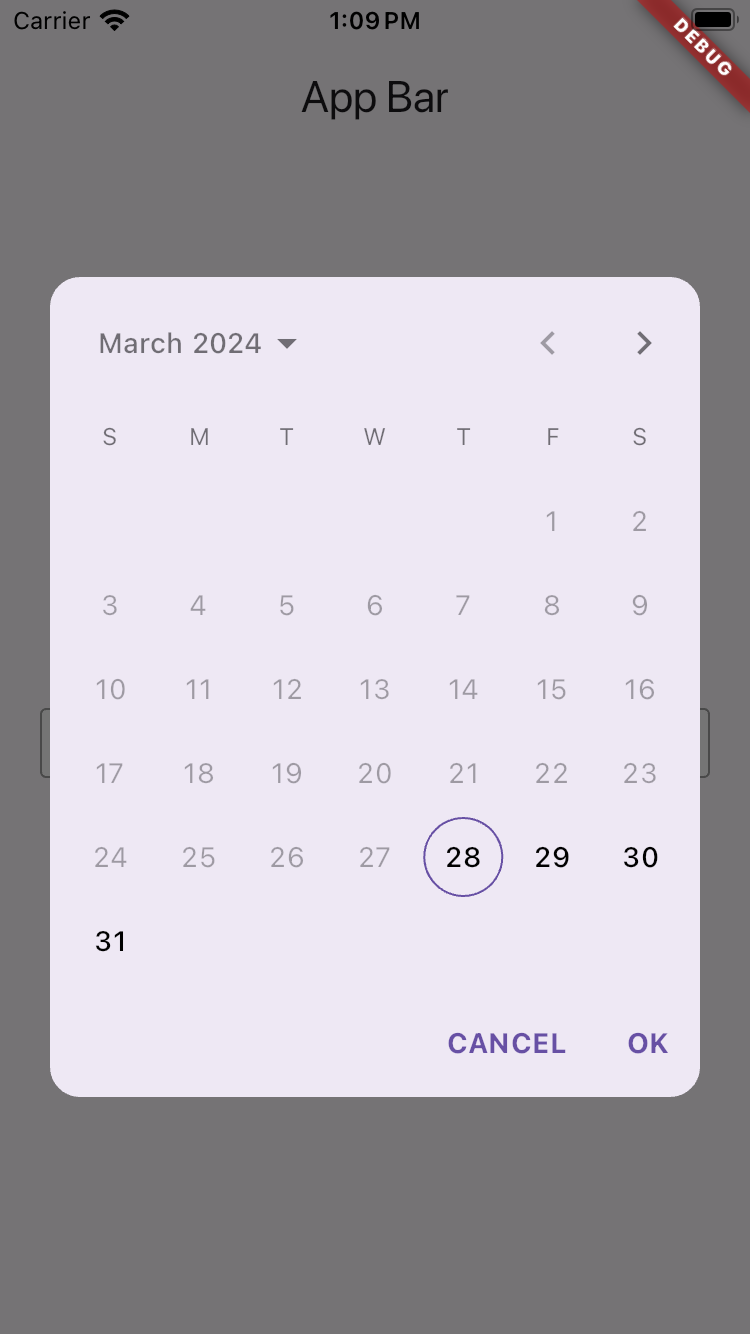 Carrier 1:09 PM
DEBUG
App Bar
March 2024
S M T W T F S
1 2
3 4 5 6 7 8 9
10 11 12 13 14 15 16
17 18 19 20 21 22 23
24 25 26 27 28 29 30
31
CANCEL OK